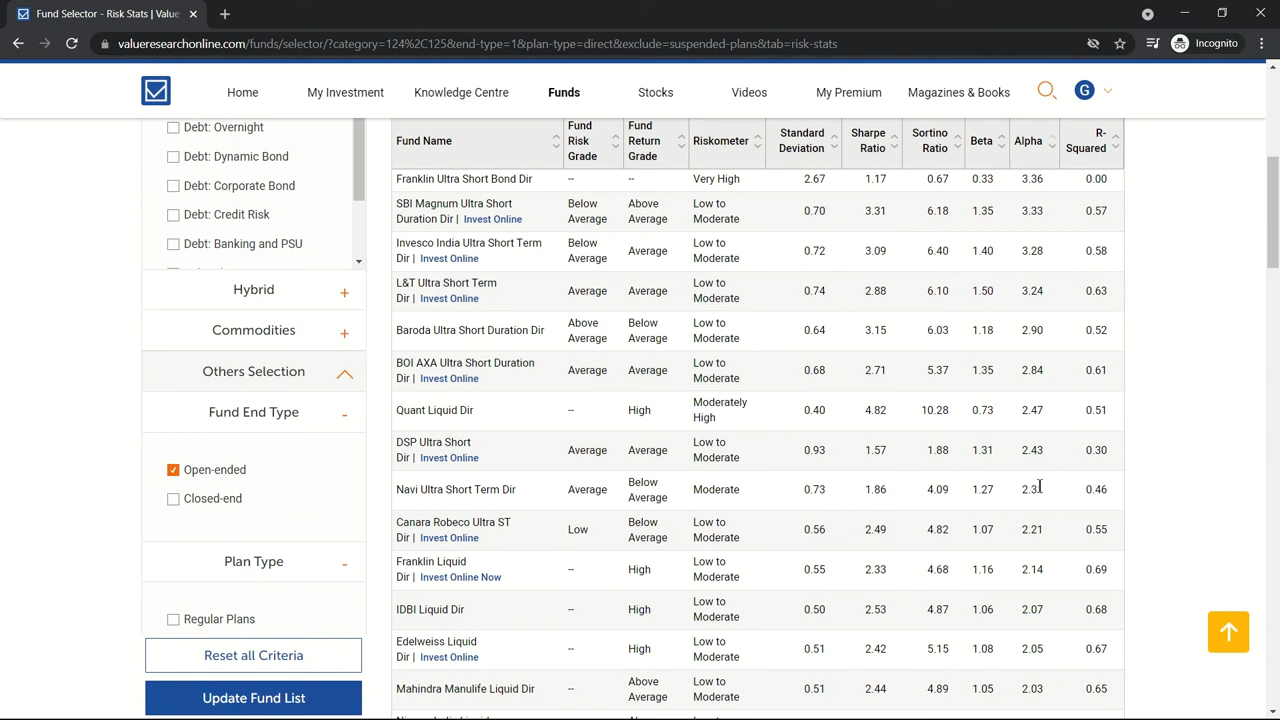 Fund Selector - Risk Stats | Value
valueresearchonline.com/funds/selector/?category=124%2C125&end-type=1&plan-type=direct&exclude=suspended-plans&tab=risk-stats
Incognito
Home My Investment Knowledge Centre Funds Stocks Videos My Premium Magazines & Books G
Debt: Overnight
Debt: Dynamic Bond
Debt: Corporate Bond
Debt: Credit Risk
Debt: Banking and PSU
Hybrid +
Commodities +
Others Selection
Fund End Type -
Open-ended
Closed-end
Plan Type -
Regular Plans
Reset all Criteria
Update Fund List
Fund Name Fund Risk Grade Fund Return Grade Riskometer Standard Deviation Sharpe Ratio Sortino Ratio Beta Alpha R-Squared
Franklin Ultra Short Bond Dir -- -- Very High 2.67 1.17 0.67 0.33 3.36 0.00
SBI Magnum Ultra Short Duration Dir | Invest Online Below Average Above Average Low to Moderate 0.70 3.31 6.18 1.35 3.33 0.57
Invesco India Ultra Short Term Dir | Invest Online Below Average Average Low to Moderate 0.72 3.09 6.40 1.40 3.28 0.58
L&T Ultra Short Term Dir | Invest Online Average Average Low to Moderate 0.74 2.88 6.10 1.50 3.24 0.63
Baroda Ultra Short Duration Dir Above Average Below Average Low to Moderate 0.64 3.15 6.03 1.18 2.90 0.52
BOI AXA Ultra Short Duration Dir | Invest Online Average Average Low to Moderate 0.68 2.71 5.37 1.35 2.84 0.61
Quant Liquid Dir -- High Moderately High 0.40 4.82 10.28 0.73 2.47 0.51
DSP Ultra Short Dir | Invest Online Average Average Low to Moderate 0.93 1.57 1.88 1.31 2.43 0.30
Navi Ultra Short Term Dir Average Below Average Moderate 0.73 1.86 4.09 1.27 0.46
Canara Robeco Ultra ST Dir | Invest Online Low Below Average Low to Moderate 0.56 2.49 4.82 1.07 2.21 0.55
Franklin Liquid Dir | Invest Online Now -- High Low to Moderate 0.55 2.33 4.68 1.16 2.14 0.69
IDBI Liquid Dir -- High Low to Moderate 0.50 2.53 4.87 1.06 2.07 0.68
Edelweiss Liquid Dir | Invest Online -- High Low to Moderate 0.51 2.42 5.15 1.08 2.05 0.67
Mahindra Manulife Liquid Dir -- Above Average Low to Moderate 0.51 2.44 4.89 1.05 2.03 0.65